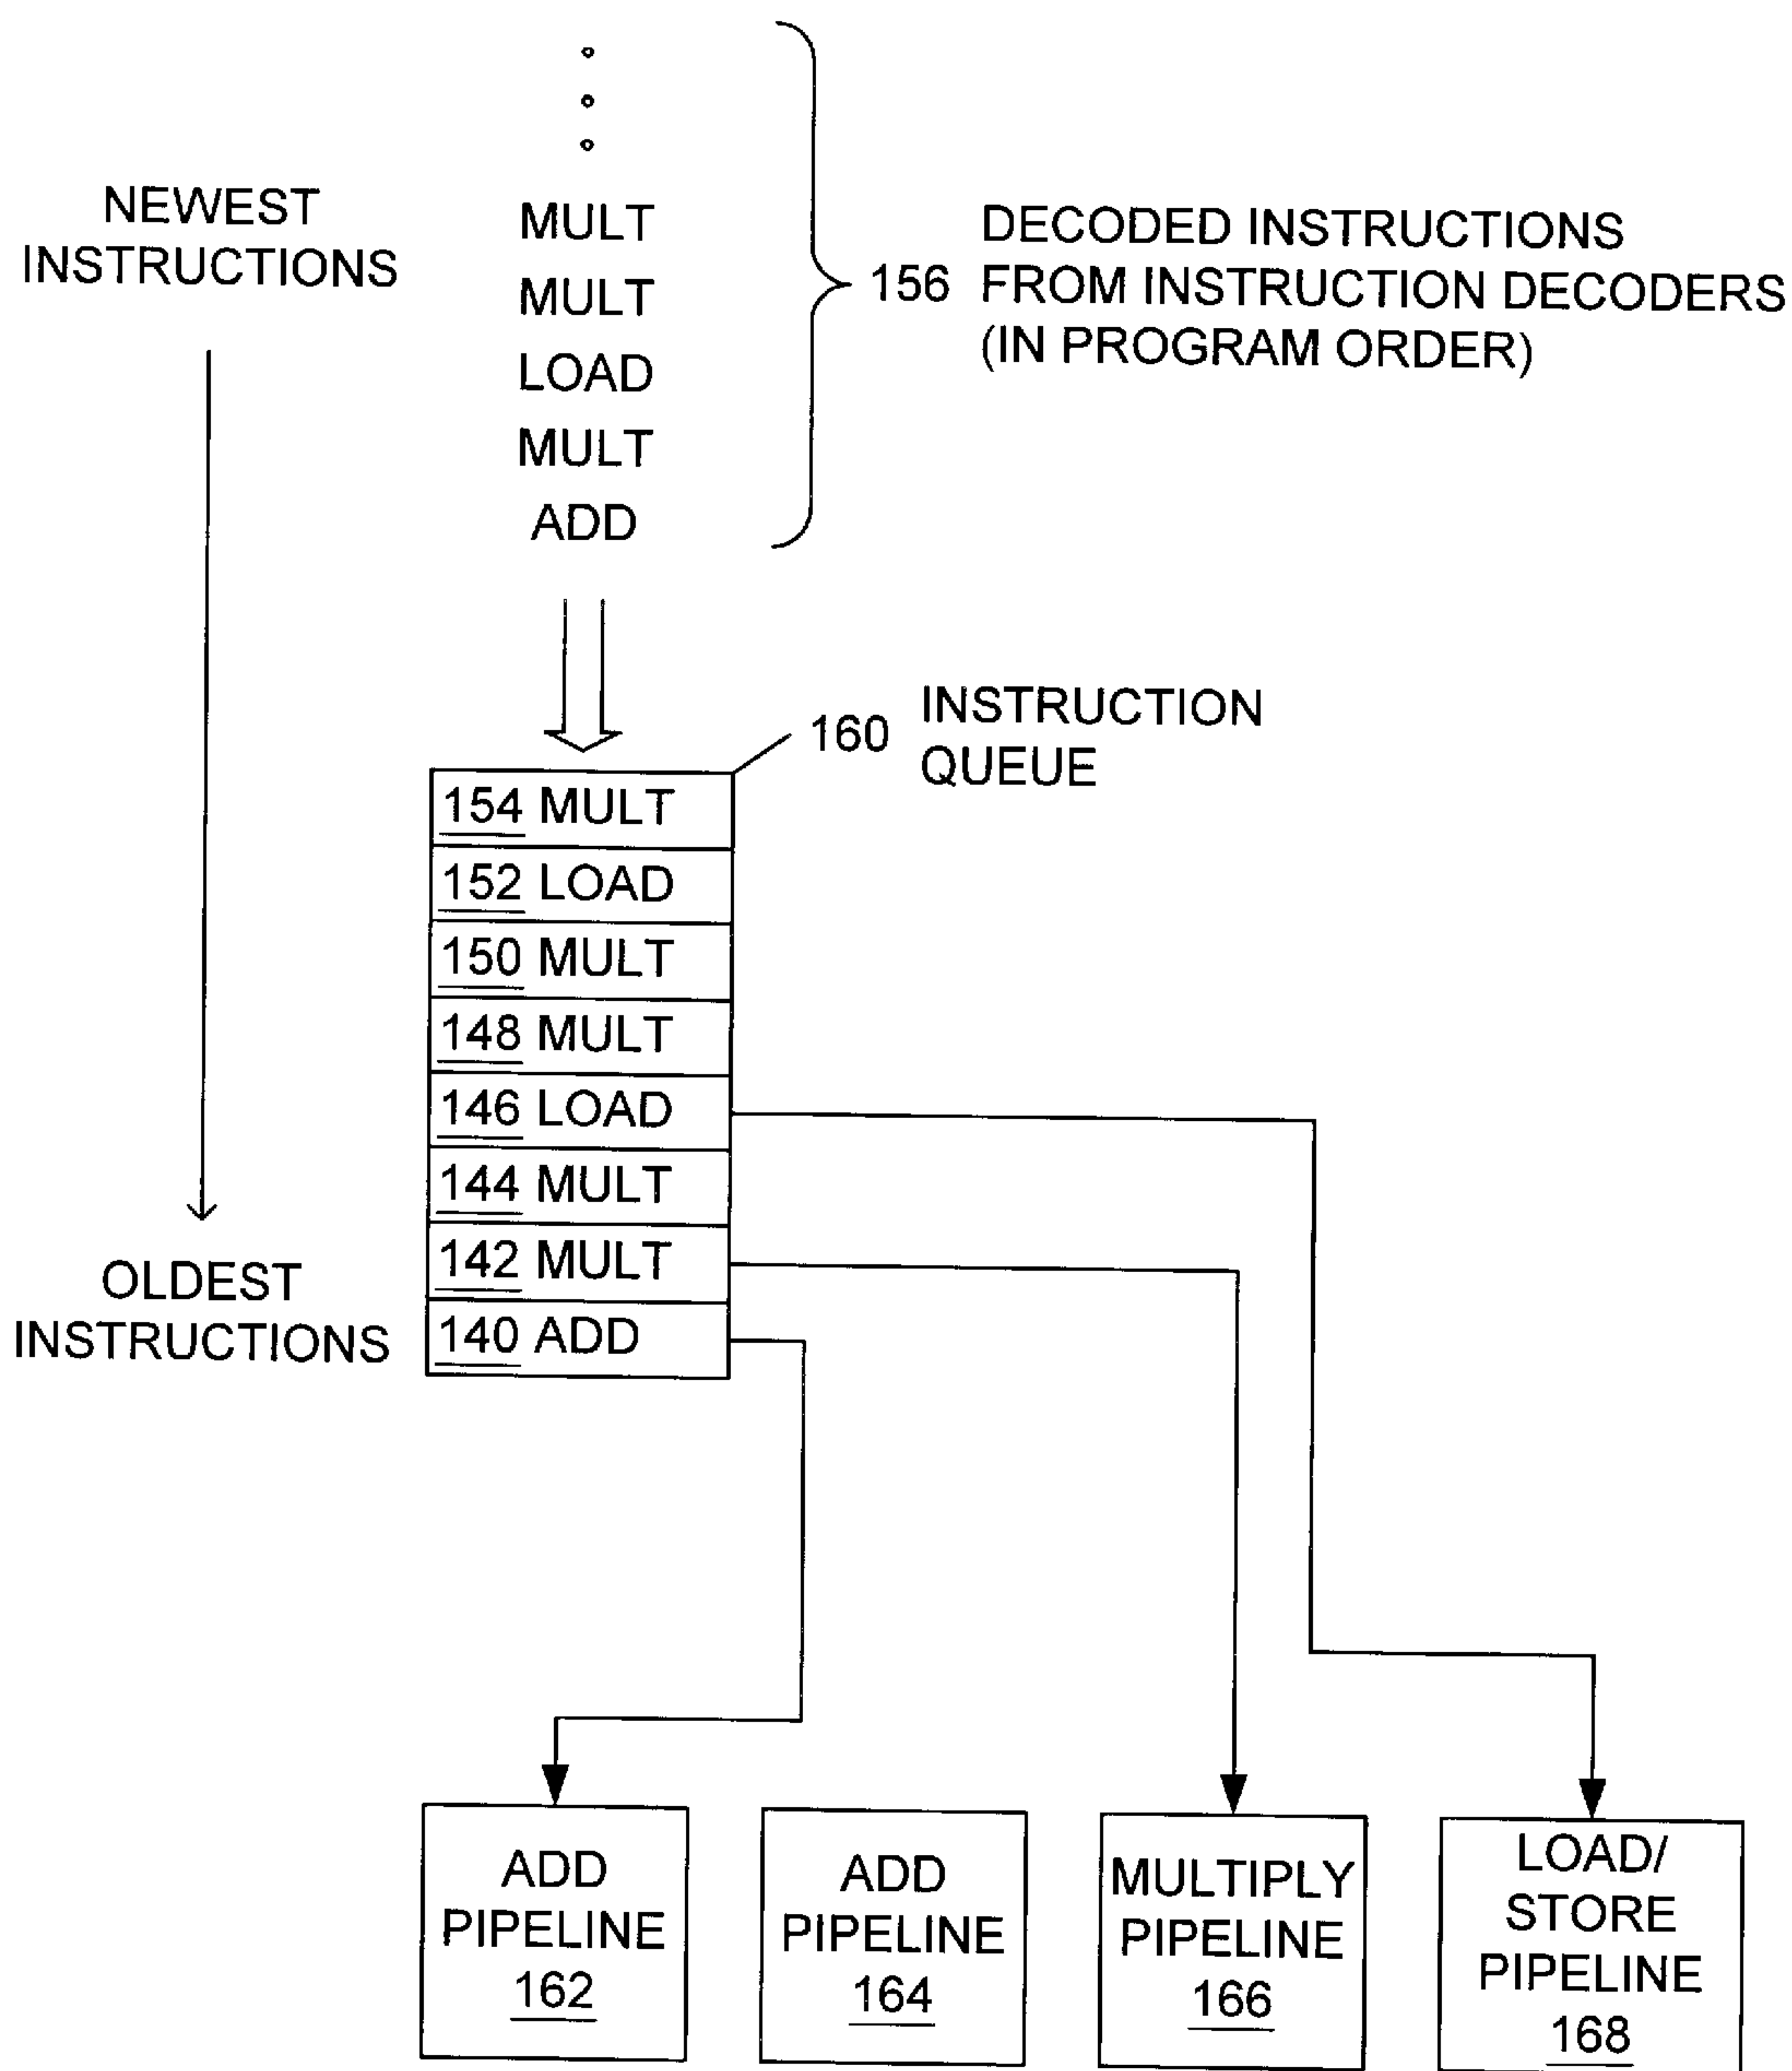 NEWEST
INSTRUCTIONS
MULT
MULT
LOAD
MULT
ADD
156
DECODED INSTRUCTIONS
FROM INSTRUCTION DECODERS
(IN PROGRAM ORDER)
160
INSTRUCTION
QUEUE
154 MULT
152 LOAD
150 MULT
148 MULT
146 LOAD
144 MULT
142 MULT
140 ADD
OLDEST
INSTRUCTIONS
ADD
PIPELINE
162
ADD
PIPELINE
164
MULTIPLY
PIPELINE
166
LOAD/
STORE
PIPELINE
168